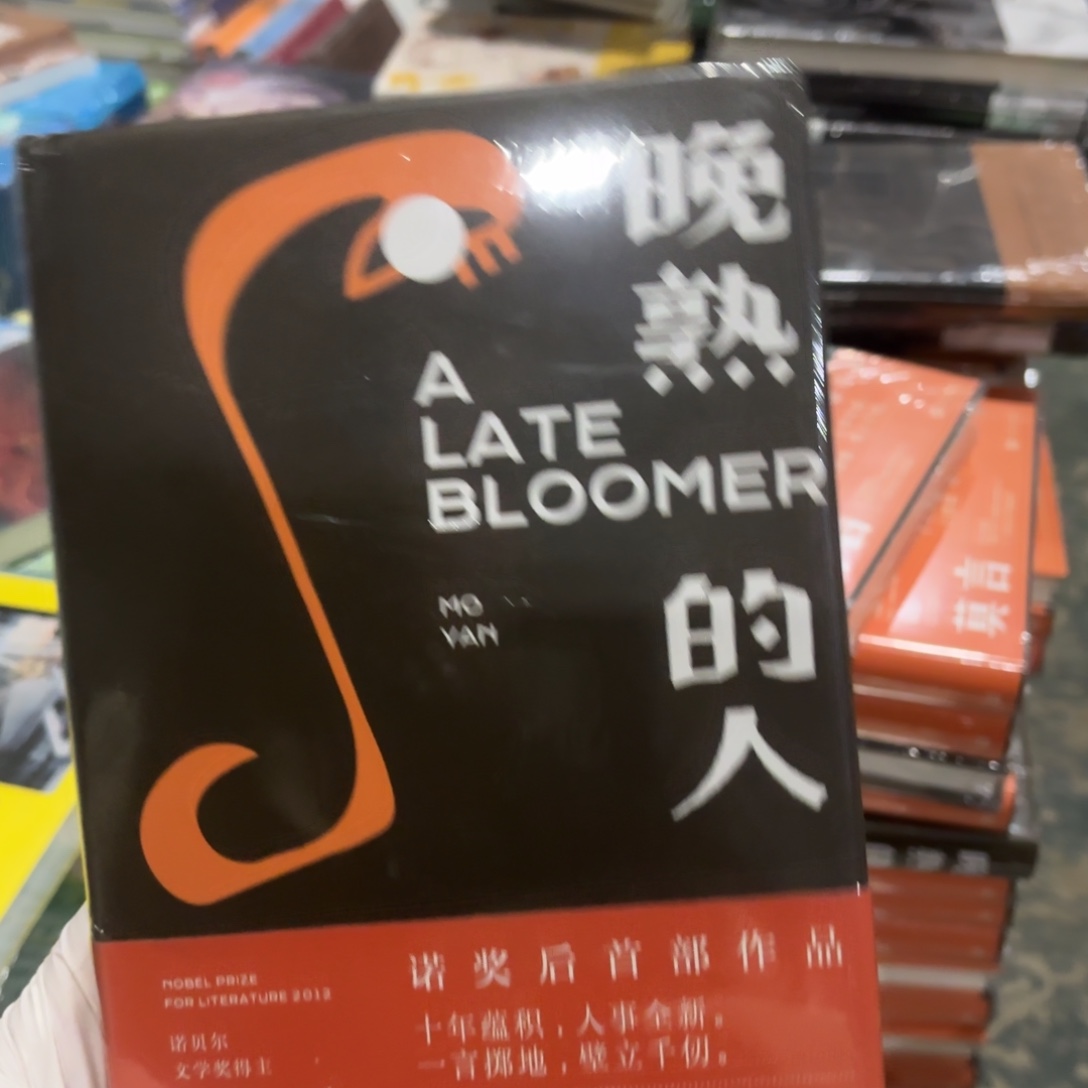 晚熟的人
A
LATE
BLOOMER
MO
YAN
诺奖后首部作品
十年蕴积，人事全新。
一言掷地，壁立千仞。
NOBEL PRIZE
FOR LITERATURE 2012
诺贝尔
文学奖得主
莫言